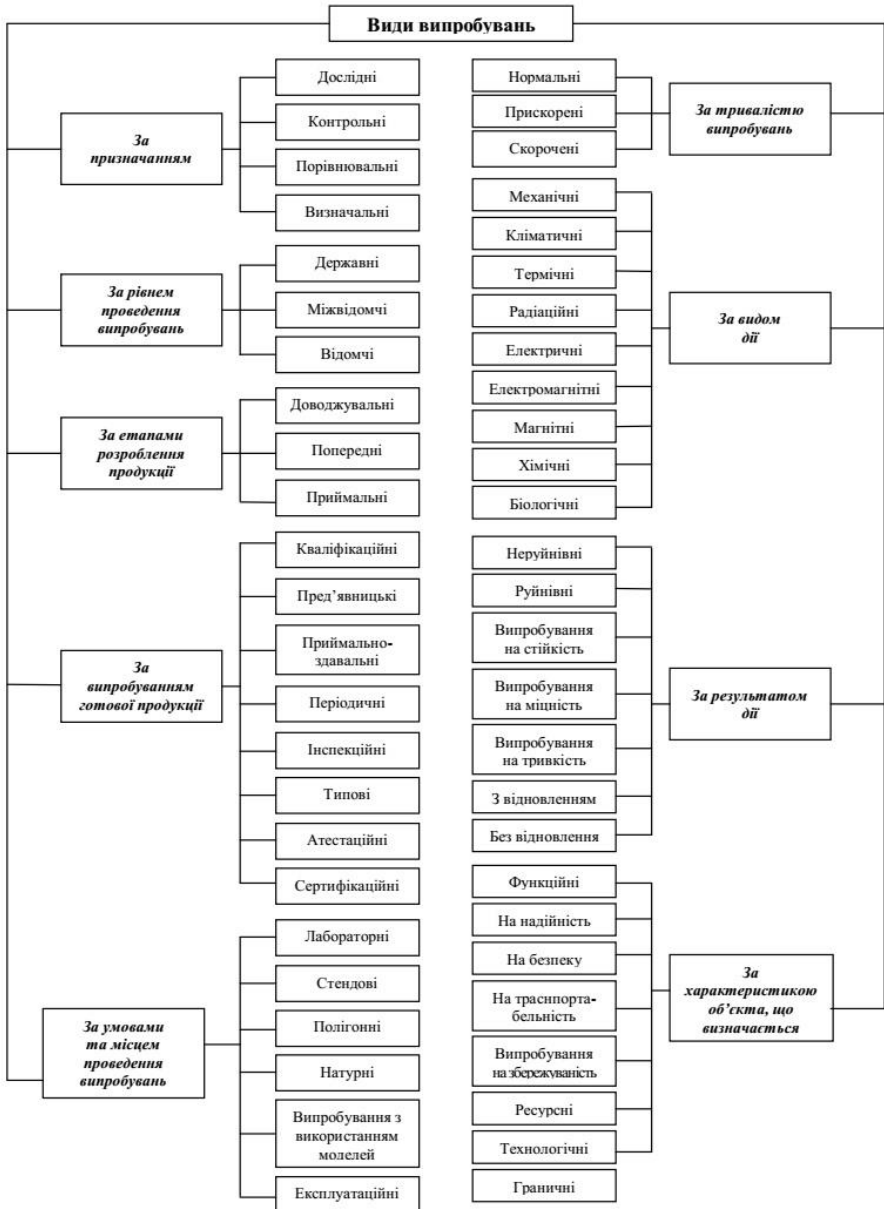 Види випробувань
За
призначанням
Дослідні
Контрольні
Порівнювальні
Визначальні
За рівнем
проведення
випробувань
Державні
Міжвідомчі
Відомчі
За етапами
розроблення
продукції
Доводжувальні
Попередні
Приймальні
За
випробуванням
готової продукції
Кваліфікаційні
Пред’явницькі
Приймально-
здавальні
Періодичні
Інспекційні
Типові
Атестаційні
Сертифікаційні
За умовами
та місцем
проведення
випробувань
Лабораторні
Стендові
Полігонні
Натурні
Випробування з
використанням
моделей
Експлуатаційні
Нормальні
Прискорені
Скорочені
За тривалістю
випробувань
Механічні
Кліматичні
Термічні
Радіаційні
Електричні
Електромагнітні
Магнітні
Хімічні
Біологічні
За видом
дії
Неруйнівні
Руйнівні
Випробування
на стійкість
Випробування
на міцність
Випробування
на тривкість
З відновленням
Без відновлення
За результатом
дії
Функційні
На надійність
На безпеку
На траснпорта-
бельність
Випробування
на збережуваність
Ресурсні
Технологічні
Граничні
За
характеристикою
об’єкта, що
визначається